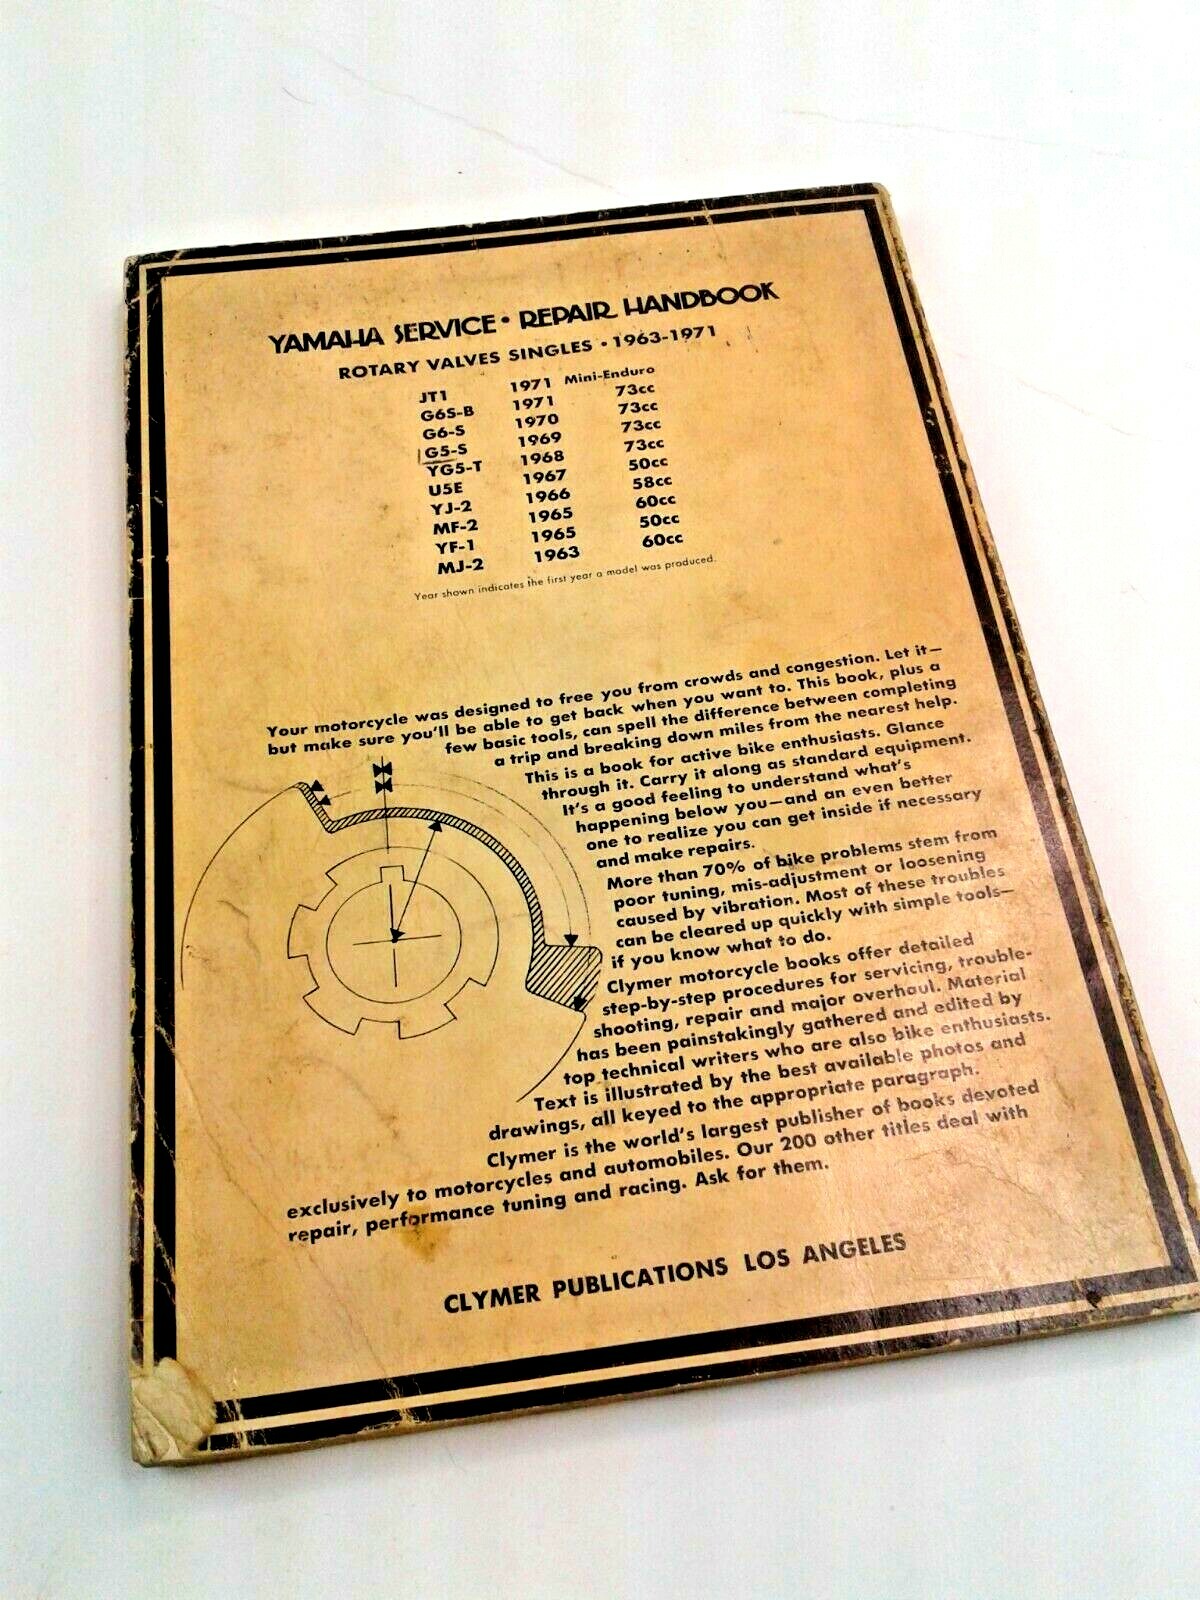 YAMAHA SERVICE • REPAIR HANDBOOK
ROTARY VALVES SINGLES • 1963-1971
JT1 1971 Mini-Enduro
G6S-B 1971 73cc
G6-S 1970 73cc
G5-S 1969 73cc
YG5-T 1968 73cc
U5E 1967 50cc
YJ-2 1966 58cc
MF-2 1965 60cc
YF-1 1965 50cc
MJ-2 1963 60cc
Year shown indicates the first year a model was produced.
Your motorcycle was designed to free you from crowds and congestion. Let it—
but make sure you'll be able to get back when you want to. This book, plus a
few basic tools, can spell the difference between completing
a trip and breaking down miles from the nearest help.
This is a book for active bike enthusiasts. Glance
through it. Carry it along as standard equipment.
It's a good feeling to understand what's
happening below you—and an even better
one to realize you can get inside if necessary
and make repairs.
More than 70% of bike problems stem from
poor tuning, mis-adjustment or loosening
caused by vibration. Most of these troubles
can be cleared up quickly with simple tools—
if you know what to do.
Clymer motorcycle books offer detailed
step-by-step procedures for servicing, trouble-
shooting, repair and major overhaul. Material
has been painstakingly gathered and edited by
top technical writers who are also bike enthusiasts.
Text is illustrated by the best available photos and
drawings, all keyed to the appropriate paragraph.
Clymer is the world's largest publisher of books devoted
exclusively to motorcycles and automobiles. Our 200 other titles deal with
repair, performance tuning and racing. Ask for them.
CLYMER PUBLICATIONS LOS ANGELES